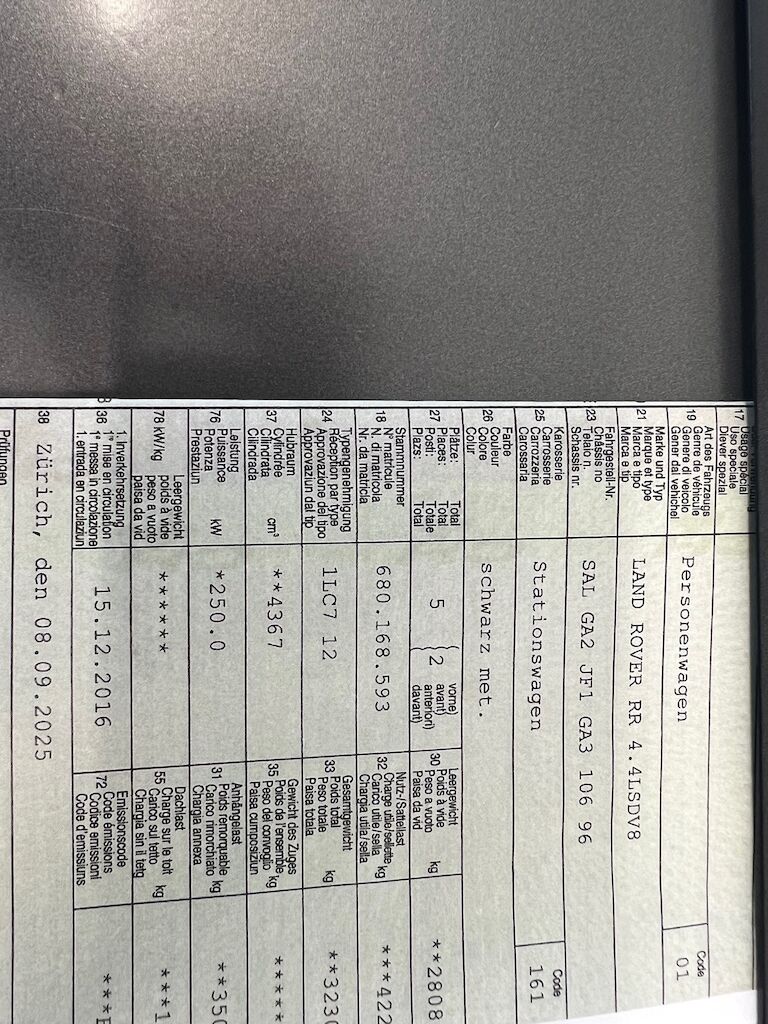 17 Usage spécial
Uso speciale
Diever spezial
Art des Fahrzeugs
19 Genre de véhicule
Genere di veicolo
Gener dal vehichel
Personenwagen
Code
01
Marke und Typ
21 Marque et type
Marca e tipo
Marca e tip
LAND ROVER RR 4.4LSDV8
Fahrgestell-Nr.
23 Châssis no
Telaio n.
Schassis nr.
SAL GA2 JF1 GA3 106 96
Karosserie
25 Carrosserie
Carrozzeria
Carossaria
Stationswagen
Code
161
Farbe
26 Couleur
Colore
Colur
schwarz met.
Plätze: Total
27 Places: Total
Posti: Totale
Plazs: Total
5
2
vorne)
avant)
anteriori)
davant)
Leergewicht
30 Poids à vide
Peso a vuoto kg
Paisa da vid
**2808
Stammnummer
18 N° matricule
N. di matricola
Nr. da matricla
680.168.593
Nutz-/Sattellast
32 Charge utile/sellette kg
Carico utile/sella
Chargia utila/sella
***422
Typengenehmigung
24 Réception par type
Approvazione del tipo
Approvaziun dal tip
1LC7 12
Gesamtgewicht
33 Poids total
Peso totale kg
Paisa totala
**323
Hubraum
37 Cylindrée
Cilindrata cm³
Cilindrada
**4367
Gewicht des Zuges
35 Poids de l'ensemble
Peso del convoglio kg
Paisa cumposiziun
*****
Leistung
76 Puissance
Potenza kW
Prestaziun
*250.0
Anhängelast
31 Poids remorquable kg
Carico rimorchiato
Chargia annexa
**350
Leergewicht
78 kW/kg poids à vide
peso a vuoto
paisa da vid
******
Dachlast
55 Charge sur le toit
Carico sul tetto kg
Chargia sin il tetg
***1
1. Inverkehrsetzung
36 1re mise en circulation
1a messa in circolazione
1. entrada en circulaziun
15.12.2016
Emissionscode
72 Code émissions
Codice emissioni
Code d'emissiuns
***
38 Zürich, den 08.09.2025
Prüfungen